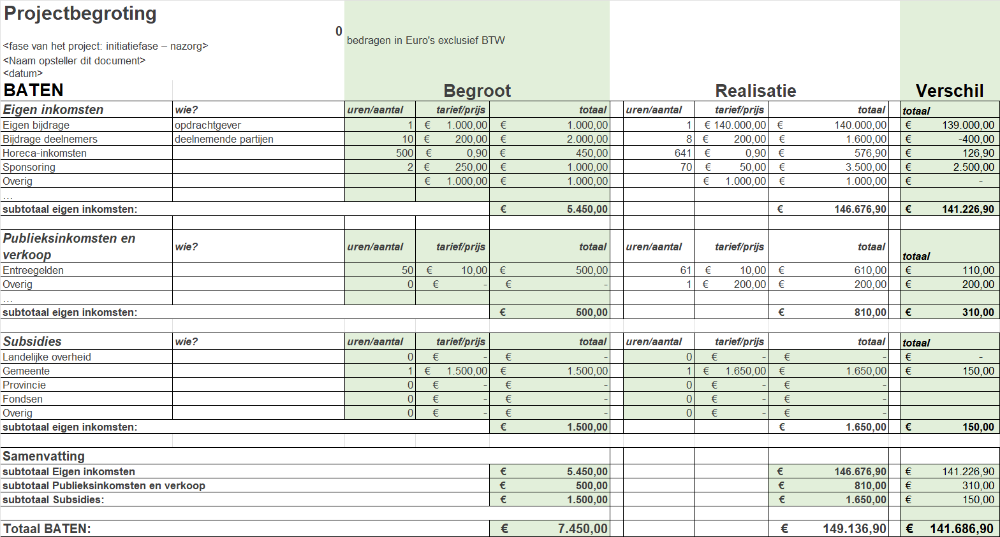 Projectbegroting
0
bedragen in Euro's exclusief BTW
<fase van het project: initiatiefase – nazorg>
<Naam opsteller dit document>
<datum>
BATEN Begroot Realisatie Verschil
Eigen inkomsten wie? uren/aantal tarief/prijs totaal uren/aantal tarief/prijs totaal totaal
Eigen bijdrage opdrachtgever 1 € 1.000,00 € 1.000,00 1 € 140.000,00 € 140.000,00 € 139.000,00
Bijdrage deelnemers deelnemende partijen 10 € 200,00 € 2.000,00 8 € 200,00 € 1.600,00 € -400,00
Horeca-inkomsten 500 € 0,90 € 450,00 641 € 0,90 € 576,90 € 126,90
Sponsoring 2 € 250,00 € 1.000,00 70 € 50,00 € 3.500,00 € 2.500,00
Overig € 1.000,00 € 1.000,00 € 1.000,00 € 1.000,00 € -
...
subtotaal eigen inkomsten: € 5.450,00 € 146.676,90 € 141.226,90
Publieksinkomsten en
verkoop wie? uren/aantal tarief/prijs totaal uren/aantal tarief/prijs totaal totaal
Entreegelden 50 € 10,00 € 500,00 61 € 10,00 € 610,00 € 110,00
Overig 0 € - € - 1 € 200,00 € 200,00 € 200,00
...
subtotaal eigen inkomsten: € 500,00 € 810,00 € 310,00
Subsidies wie? uren/aantal tarief/prijs totaal uren/aantal tarief/prijs totaal totaal
Landelijke overheid 0 € - € - 0 € - € - € -
Gemeente 1 € 1.500,00 € 1.500,00 1 € 1.650,00 € 1.650,00 € 150,00
Provincie 0 € - € - 0 € - € -
Fondsen 0 € - € - 0 € - € -
Overig 0 € - € - 0 € - € -
subtotaal eigen inkomsten: € 1.500,00 € 1.650,00 € 150,00
Samenvatting
subtotaal Eigen inkomsten € 5.450,00 € 146.676,90 € 141.226,90
subtotaal Publieksinkomsten en verkoop € 500,00 € 810,00 € 310,00
subtotaal Subsidies: € 1.500,00 € 1.650,00 € 150,00
Totaal BATEN: € 7.450,00 € 149.136,90 € 141.686,90